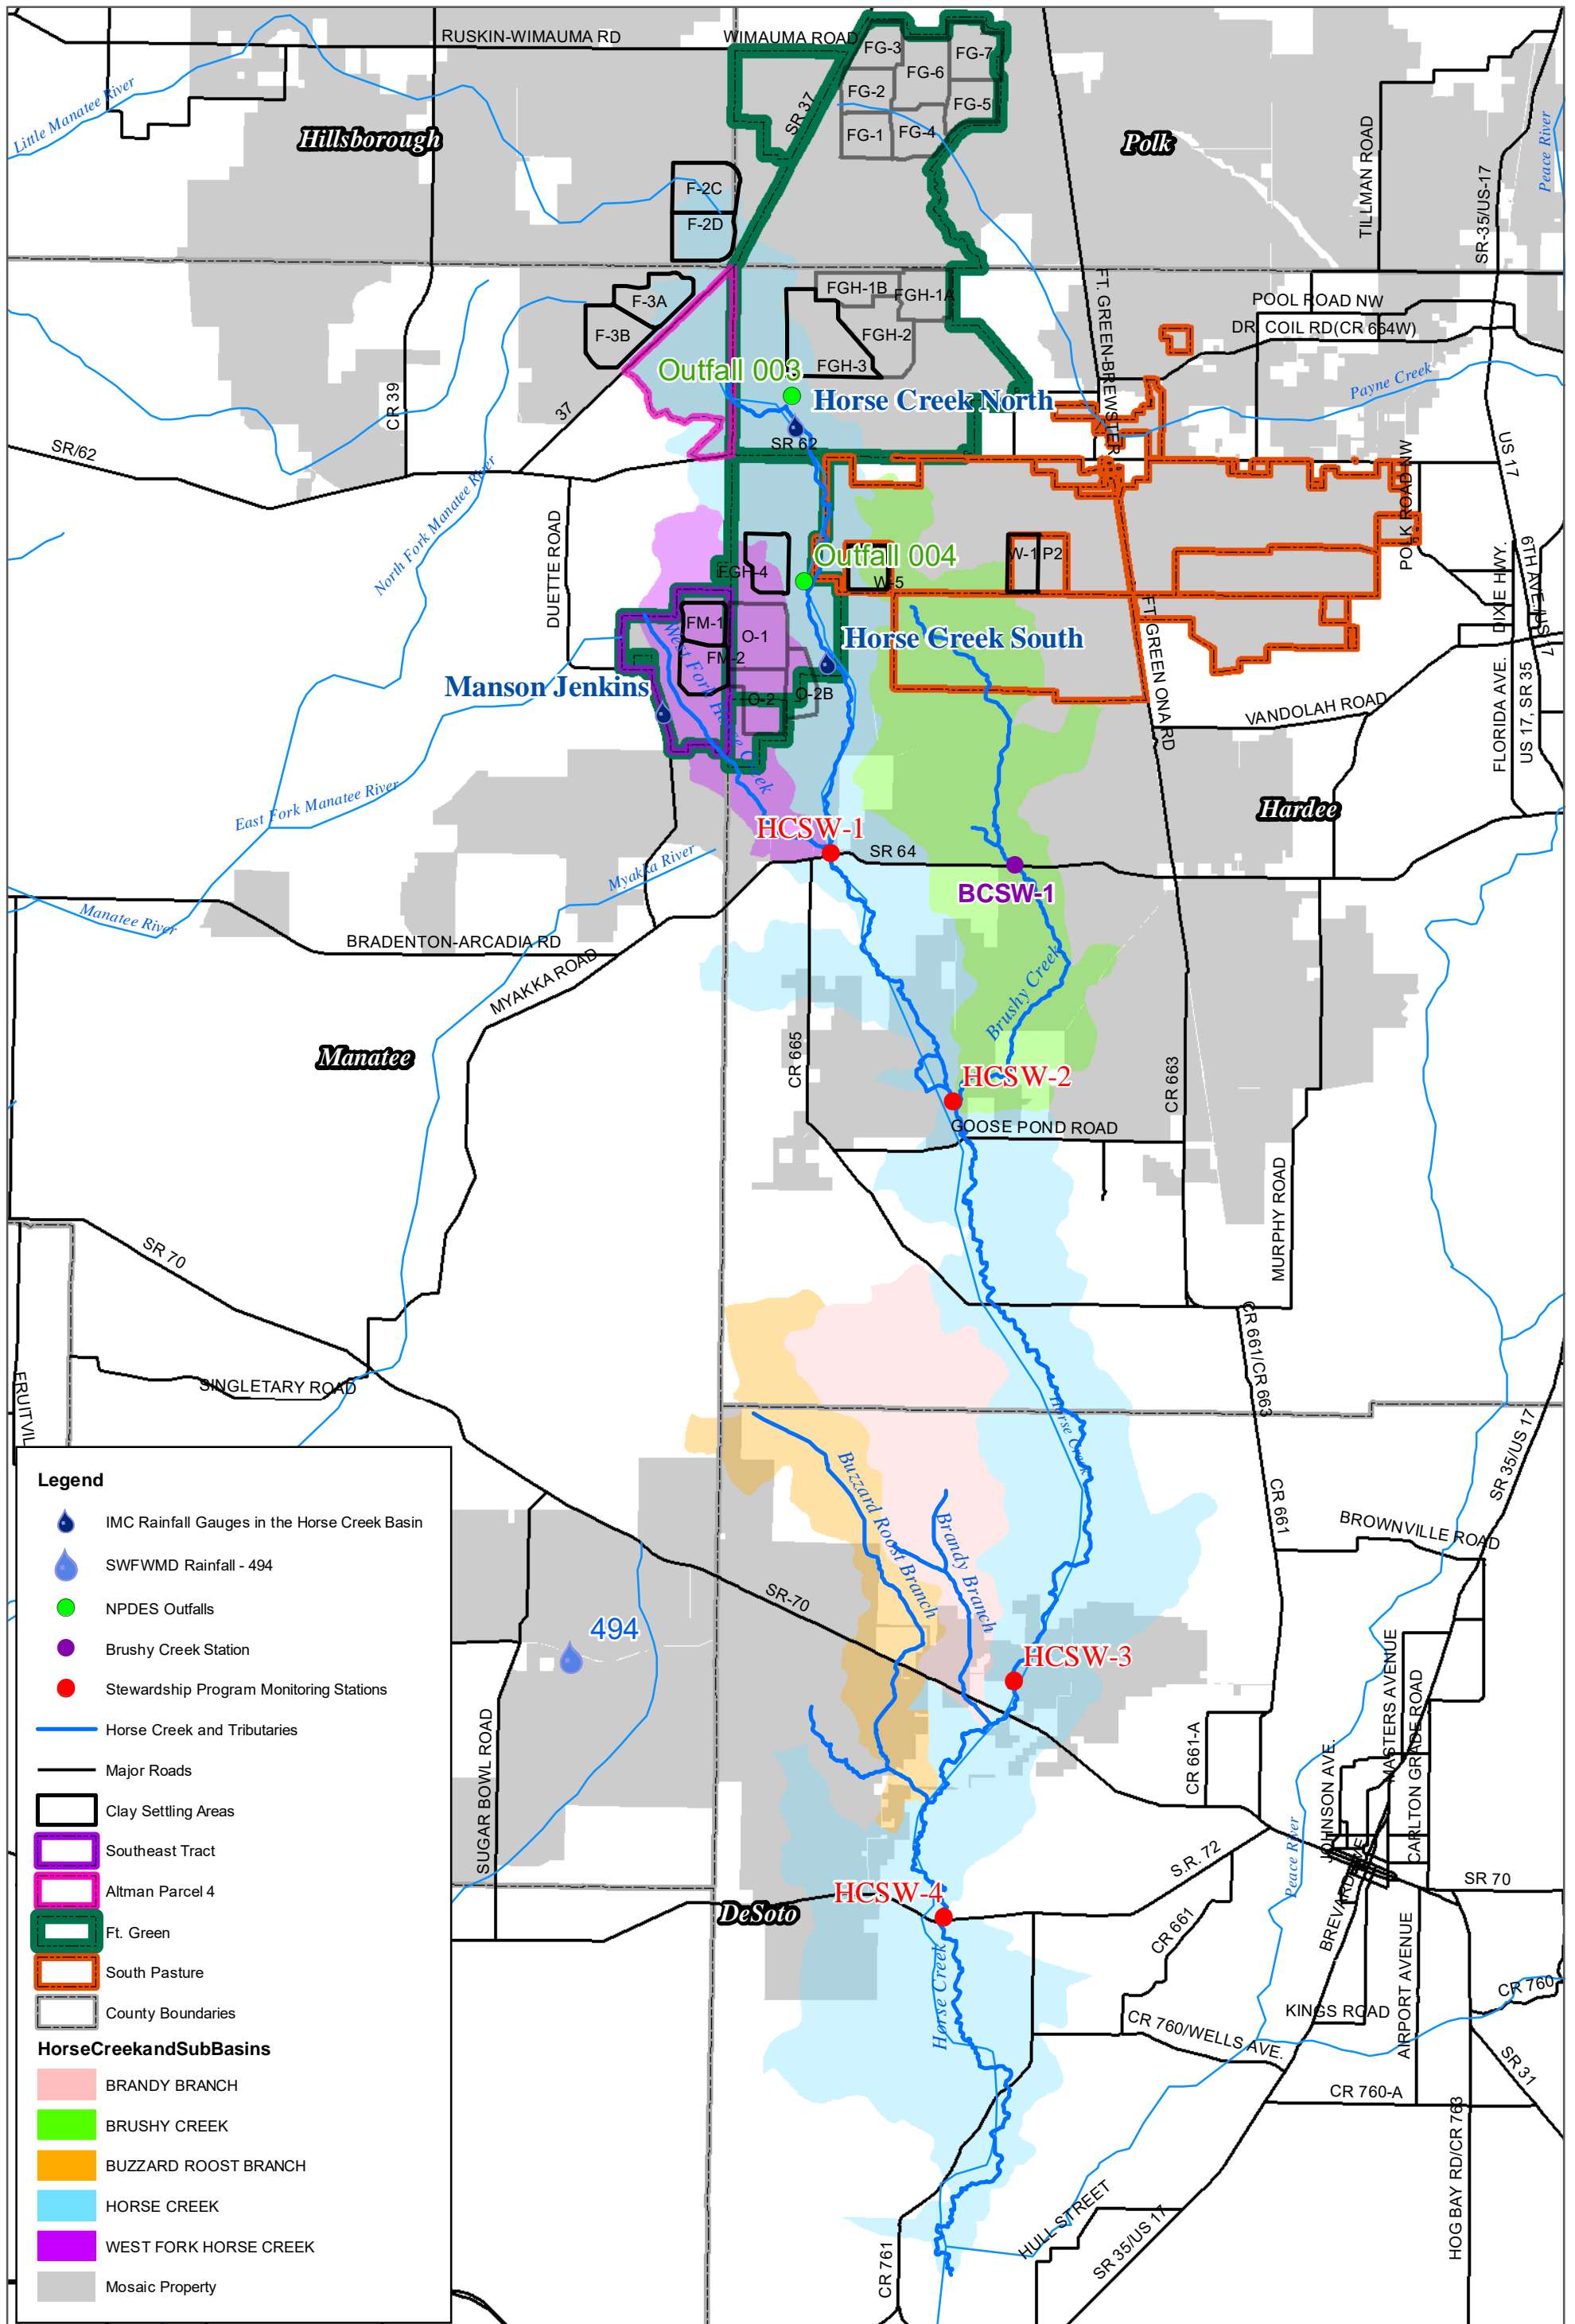 RUSKIN-WIMAUMA RD
WIMAUMA ROAD
FG-3
FG-7
FG-6
FG-2
FG-5
FG-1
FG-4
SR 37
Little Manatee River
Hillsborough
Polk
TILLMAN ROAD
SR-35/US-17
Peace River
F-2C
F-2D
F-3A
F-3B
FGH-1B
FGH-1A
FGH-2
FGH-3
FT. GREEN-BREWSTER
POOL ROAD NW
DR. COIL RD(CR 664W)
Payne Creek
CR 39
37
Outfall 003
Horse Creek North
SR 62
SR/62
North Fork Manatee River
DUETTE ROAD
POLK ROAD NW
US 17
DIXIE HWY.
6TH AVE./US 17
FGH-4
Outfall 004
W-5
W-1
P2
FM-1
FM-2
O-1
O-2
O-2B
West Fork Horse Creek
Horse Creek South
Manson Jenkins
FT. GREEN ONA RD
VANDOLAH ROAD
FLORIDA AVE.
US 17, SR 35
East Fork Manatee River
Hardee
HCSW-1
SR 64
BCSW-1
Myakka River
Manatee River
BRADENTON-ARCADIA RD
MYAKKA ROAD
Brushy Creek
Manatee
CR 665
HCSW-2
CR 663
GOOSE POND ROAD
MURPHY ROAD
SR 70
CR 661/CR 663
SINGLETARY ROAD
FRUITVIL
Horse Creek
Buzzard Roost Branch
Brandy Branch
CR 661
BROWNVILLE ROAD
SR 35/US 17
SR-70
494
HCSW-3
SUGAR BOWL ROAD
CR 661-A
MASTERS AVENUE
CARLTON GRADE ROAD
JOHNSON AVE.
Peace River
S.R. 72
SR 70
HCSW-4
DeSoto
CR 661
AIRPORT AVENUE
Horse Creek
CR 760
KINGS ROAD
CR 760/WELLS AVE.
SR 31
CR 760-A
HOG BAY RD/CR 763
HULL STREET
SR 35/US 17
CR 761
Legend
IMC Rainfall Gauges in the Horse Creek Basin
SWFWMD Rainfall - 494
NPDES Outfalls
Brushy Creek Station
Stewardship Program Monitoring Stations
Horse Creek and Tributaries
Major Roads
Clay Settling Areas
Southeast Tract
Altman Parcel 4
Ft. Green
South Pasture
County Boundaries
HorseCreekandSubBasins
BRANDY BRANCH
BRUSHY CREEK
BUZZARD ROOST BRANCH
HORSE CREEK
WEST FORK HORSE CREEK
Mosaic Property